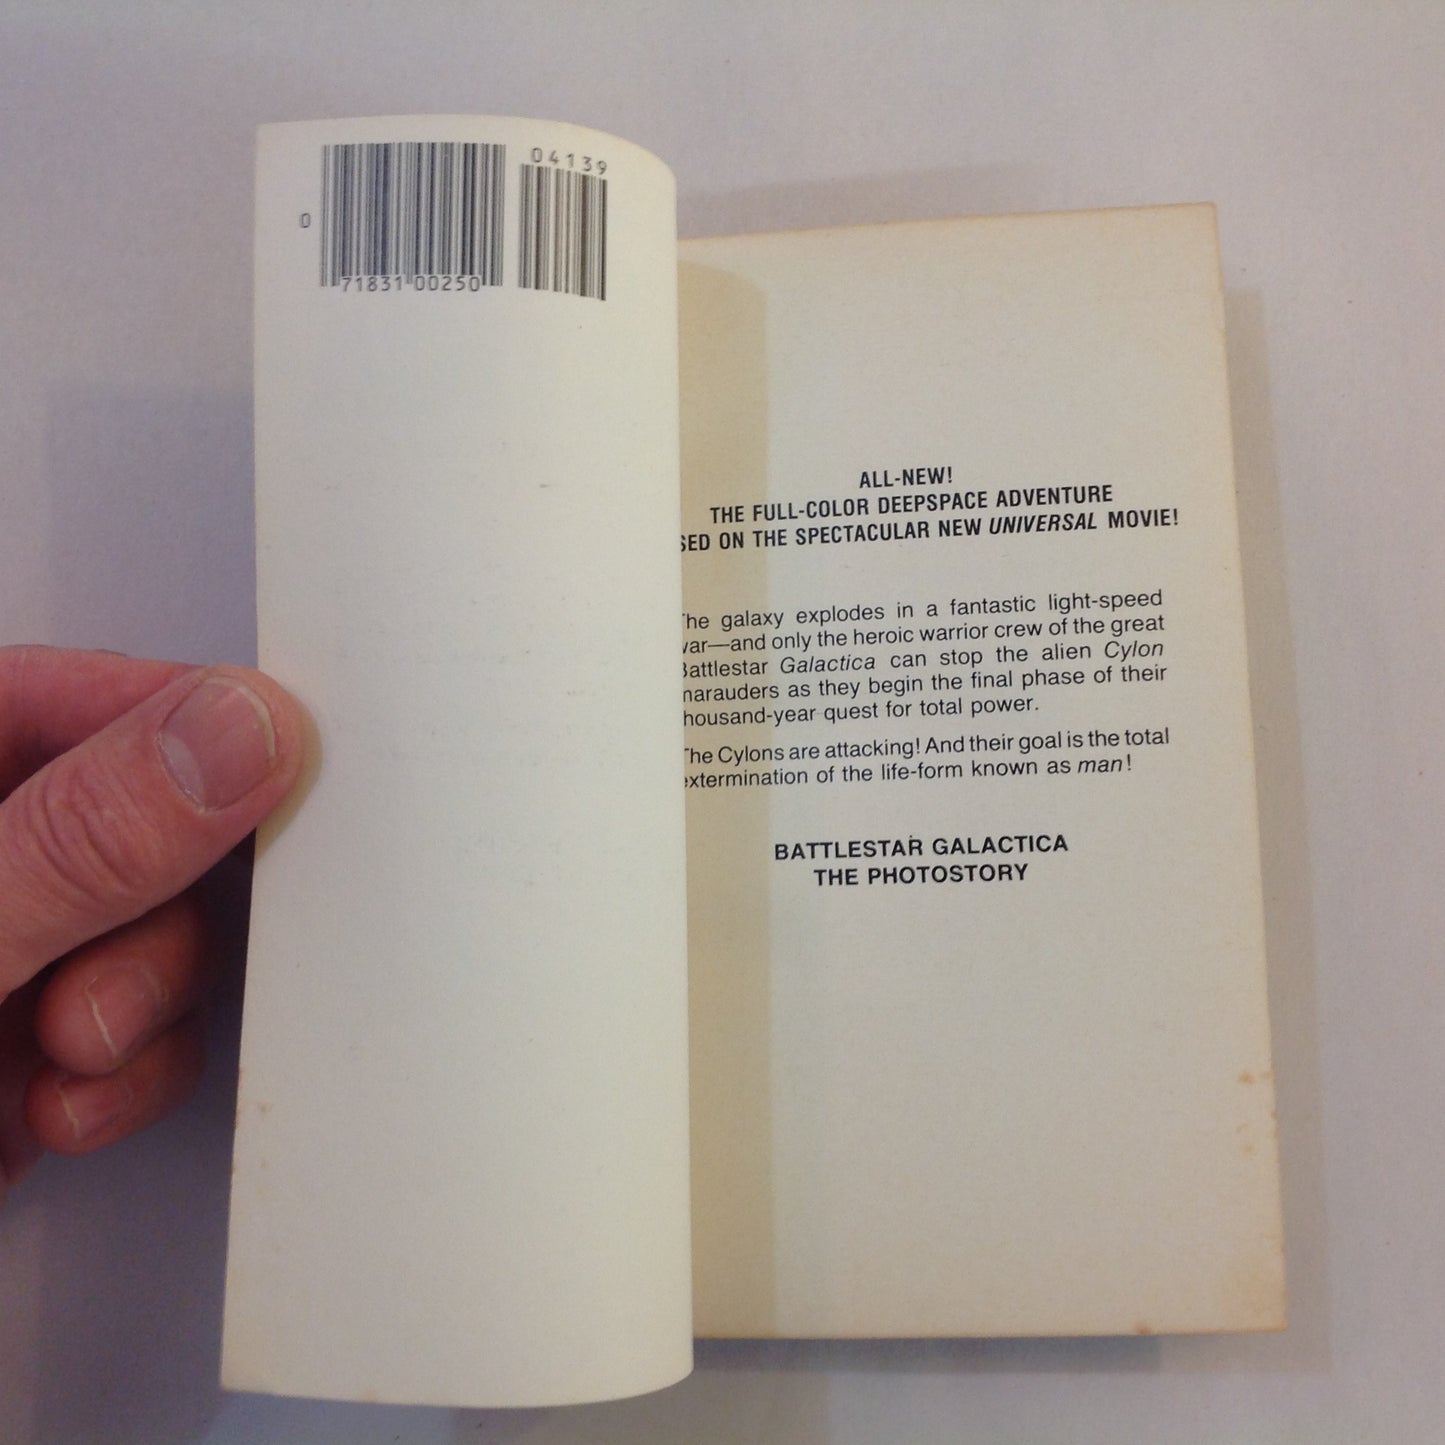 04139
0
71831 00250
ALL-NEW!
THE FULL-COLOR DEEPSPACE ADVENTURE
SED ON THE SPECTACULAR NEW UNIVERSAL MOVIE!
The galaxy explodes in a fantastic light-speed
war—and only the heroic warrior crew of the great
Battlestar Galactica can stop the alien Cylon
marauders as they begin the final phase of their
thousand-year quest for total power.
The Cylons are attacking! And their goal is the total
extermination of the life-form known as man!
BATTLESTAR GALACTICA
THE PHOTOSTORY